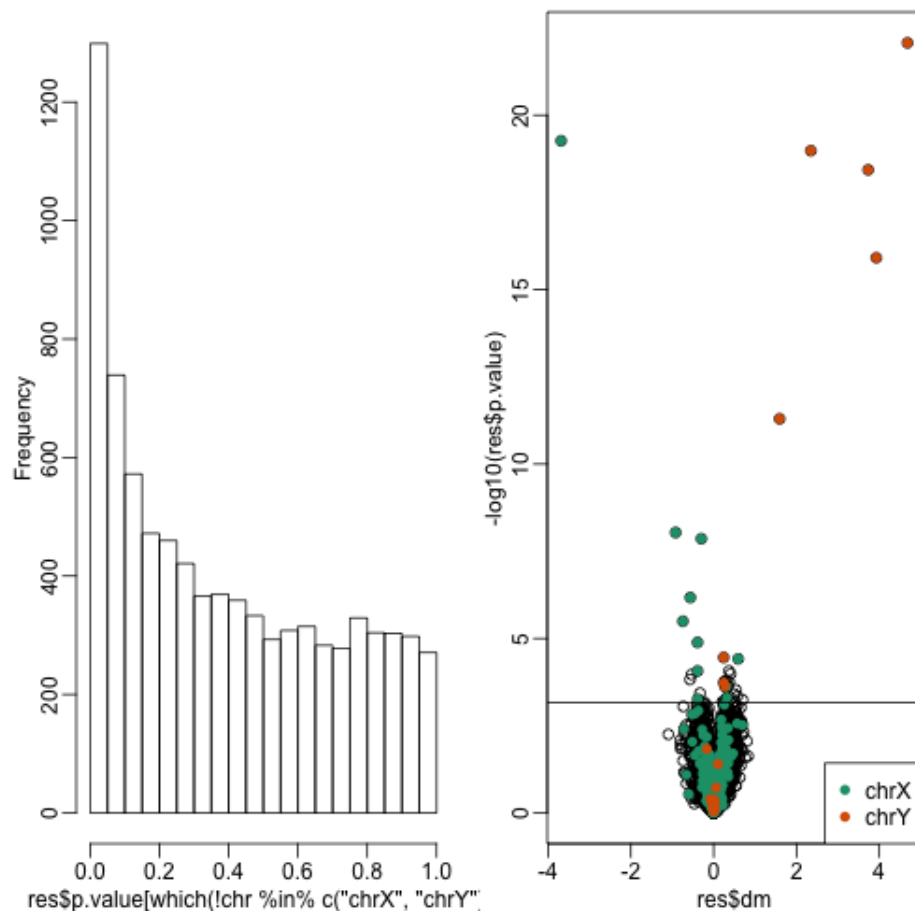 Frequency
0
200
400
600
800
1000
1200
0.0 0.2 0.4 0.6 0.8 1.0
res$p.value[which(!chr %in% c("chrX", "chrY")
-log10(res$p.value)
0
5
10
15
20
-4 -2 0 2 4
res$dm
chrX
chrY